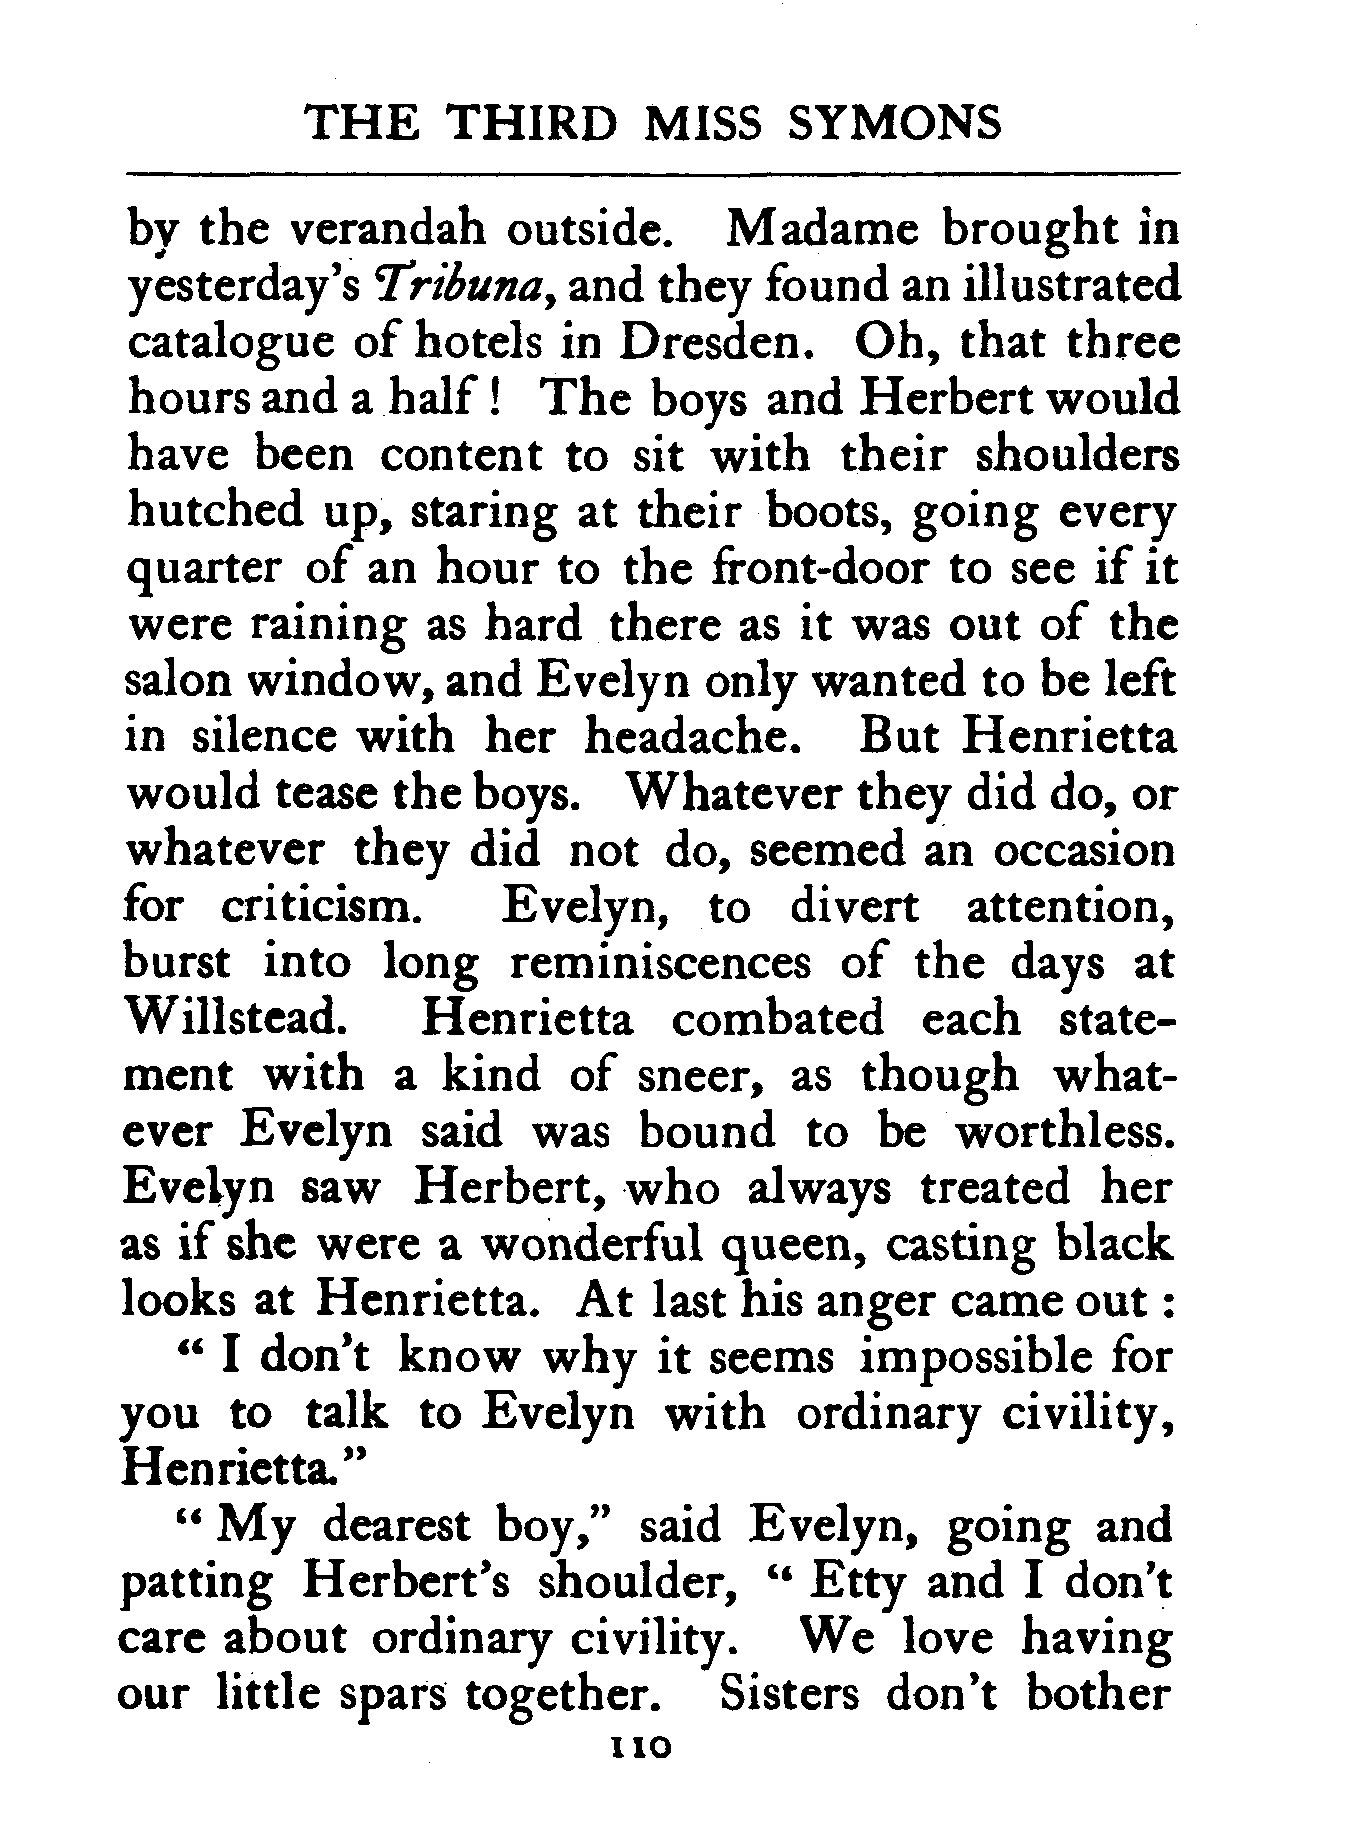 THE THIRD MISS SYMONS
by the verandah outside. Madame brought in
yesterday's Tribuna, and they found an illustrated
catalogue of hotels in Dresden. Oh, that three
hours and a half ! The boys and Herbert would
have been content to sit with their shoulders
hutched up, staring at their boots, going every
quarter of an hour to the front-door to see if it
were raining as hard there as it was out of the
salon window, and Evelyn only wanted to be left
in silence with her headache. But Henrietta
would tease the boys. Whatever they did do, or
whatever they did not do, seemed an occasion
for criticism. Evelyn, to divert attention,
burst into long reminiscences of the days at
Willstead. Henrietta combated each state-
ment with a kind of sneer, as though what-
ever Evelyn said was bound to be worthless.
Evelyn saw Herbert, who always treated her
as if she were a wonderful queen, casting black
looks at Henrietta. At last his anger came out :
“ I don't know why it seems impossible for
you to talk to Evelyn with ordinary civility,
Henrietta.”
“ My dearest boy,” said Evelyn, going and
patting Herbert's shoulder, “ Etty and I don't
care about ordinary civility. We love having
our little spars together. Sisters don't bother
110